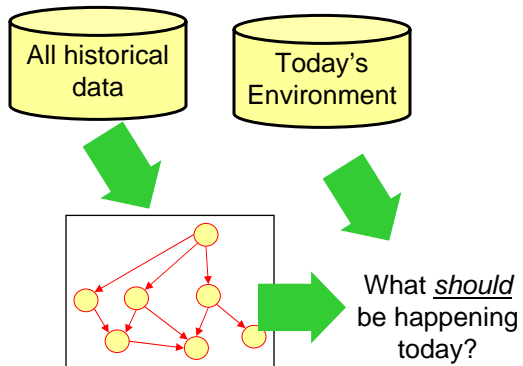 All historical
data
Today's
Environment
What should
be happening
today?